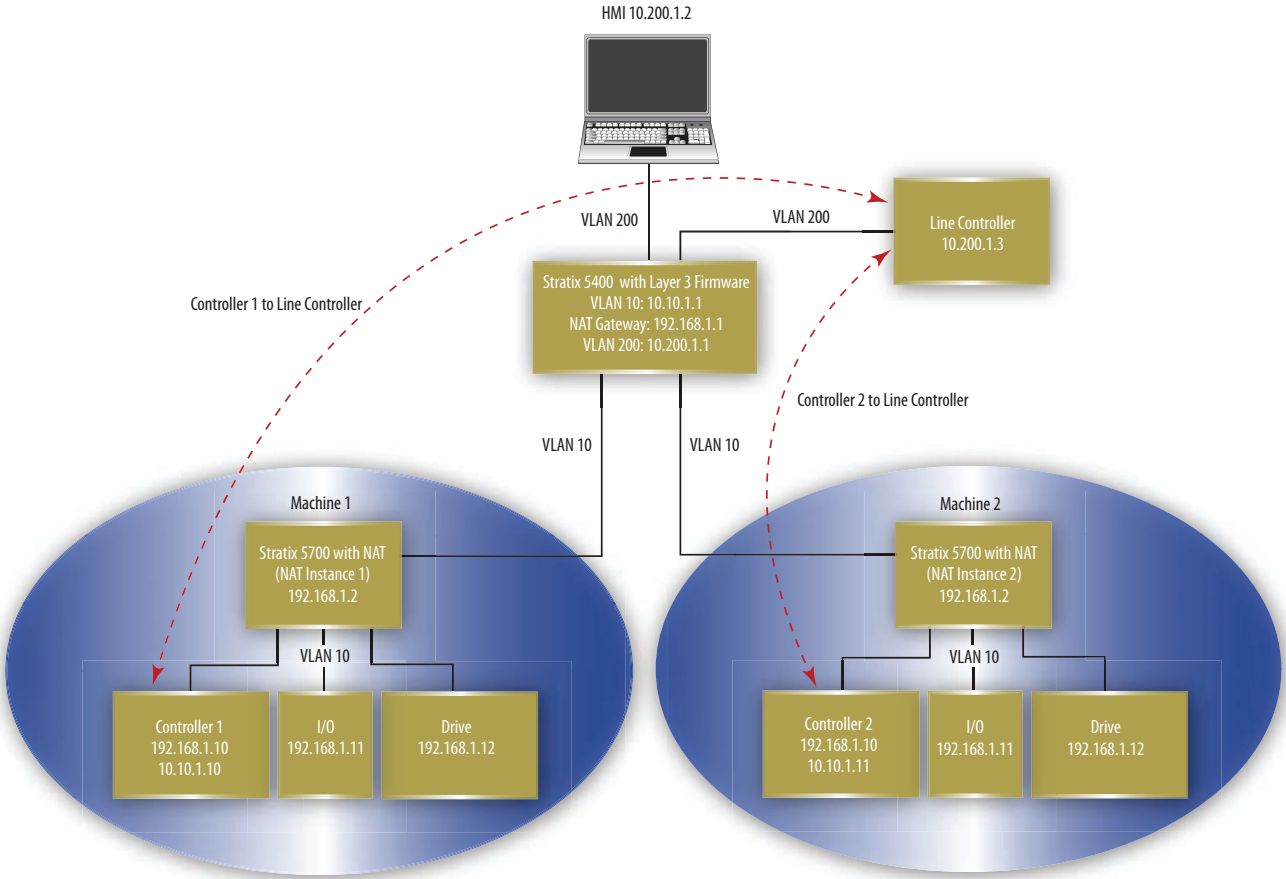 HMI 10.200.1.2
VLAN 200
VLAN 200
Line Controller
10.200.1.3
Stratix 5400 with Layer 3 Firmware
VLAN 10: 10.10.1.1
NAT Gateway: 192.168.1.1
VLAN 200: 10.200.1.1
Controller 1 to Line Controller
Controller 2 to Line Controller
VLAN 10
VLAN 10
Machine 1
Stratix 5700 with NAT
(NAT Instance 1)
192.168.1.2
VLAN 10
Controller 1
192.168.1.10
10.10.1.10
I/O
192.168.1.11
Drive
192.168.1.12
Machine 2
Stratix 5700 with NAT
(NAT Instance 2)
192.168.1.2
VLAN 10
Controller 2
192.168.1.10
10.10.1.11
I/O
192.168.1.11
Drive
192.168.1.12